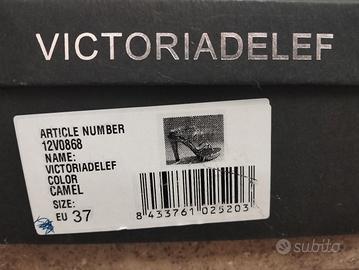 VICTORIADELEF
ARTICLE NUMBER
12V0868
NAME:
VICTORIADELEF
COLOR
CAMEL
SIZE:
EU 37
8 433761 025203
subito